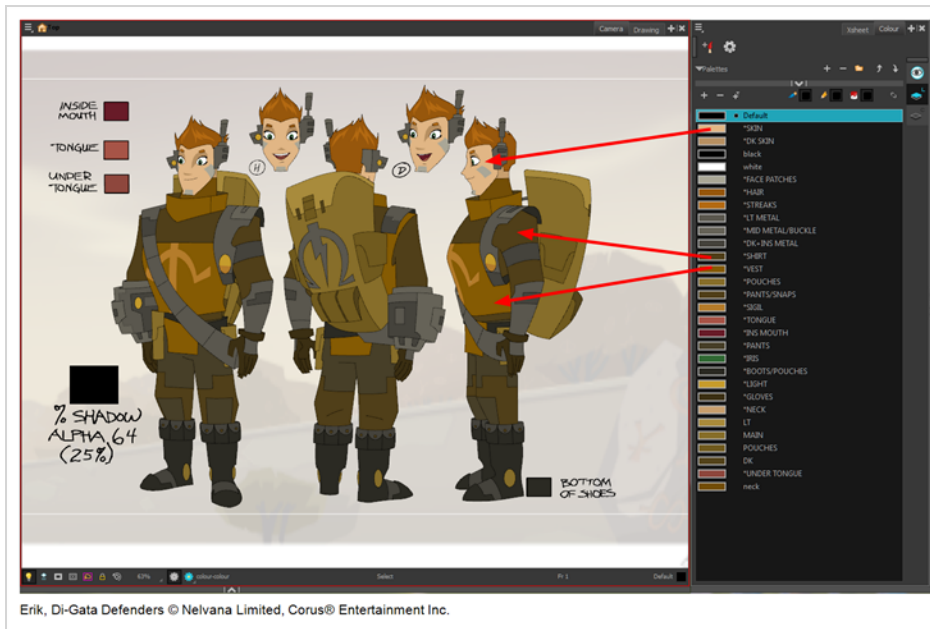 Top
Camera
Drawing
Xsheet
Colour
INSIDE
MOUTH
TONGUE
UNDER
TONGUE
H
D
% SHADOW
ALPHA 64
(25%)
BOTTOM
OF SHOES
Palettes
Default
*SKIN
*DK SKIN
black
white
*FACE PATCHES
*HAIR
*STREAKS
*LT METAL
*MID METAL/BUCKLE
*DK+INS METAL
*SHIRT
*VEST
*POUCHES
*PANTS/SNAPS
*SIGIL
*TONGUE
*INS MOUTH
*PANTS
*IRIS
*BOOTS/POUCHES
*LIGHT
*GLOVES
*NECK
LT
MAIN
POUCHES
DK
*UNDER TONGUE
neck
63%
colour-colour
Select
Fr 1
Default
Erik, Di-Gata Defenders © Nelvana Limited, Corus® Entertainment Inc.